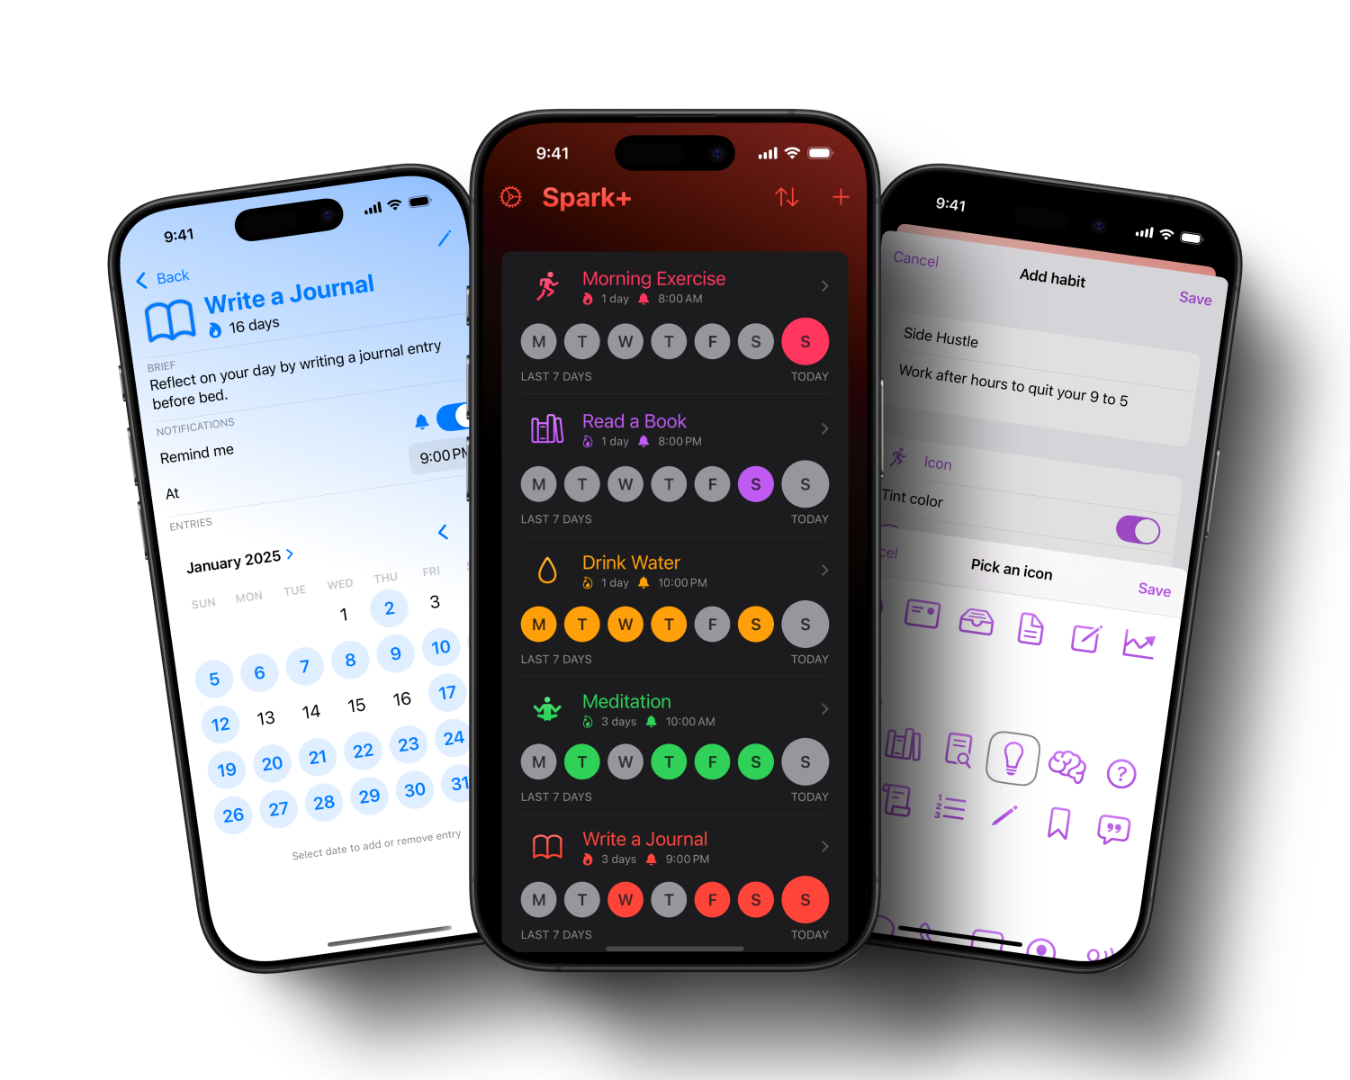 9:41
Back
Write a Journal
16 days
BRIEF
Reflect on your day by writing a journal entry
before bed.
NOTIFICATIONS
Remind me
9:00 PM
At
ENTRIES
January 2025
SUN MON TUE WED THU FRI S
1 2 3
5 6 7 8 9 10
12 13 14 15 16 17
19 20 21 22 23 24
26 27 28 29 30 31
Select date to add or remove entry
9:41
Spark+
Morning Exercise
1 day 8:00 AM
M T W T F S S
LAST 7 DAYS TODAY
Read a Book
1 day 8:00 PM
M T W T F S S
LAST 7 DAYS TODAY
Drink Water
1 day 10:00 PM
M T W T F S S
LAST 7 DAYS TODAY
Meditation
3 days 10:00 AM
M T W T F S S
LAST 7 DAYS TODAY
Write a Journal
3 days 9:00 PM
M T W T F S S
LAST 7 DAYS TODAY
9:41
Cancel Add habit Save
Side Hustle
Work after hours to quit your 9 to 5
Icon
Tint color
cel Pick an icon Save